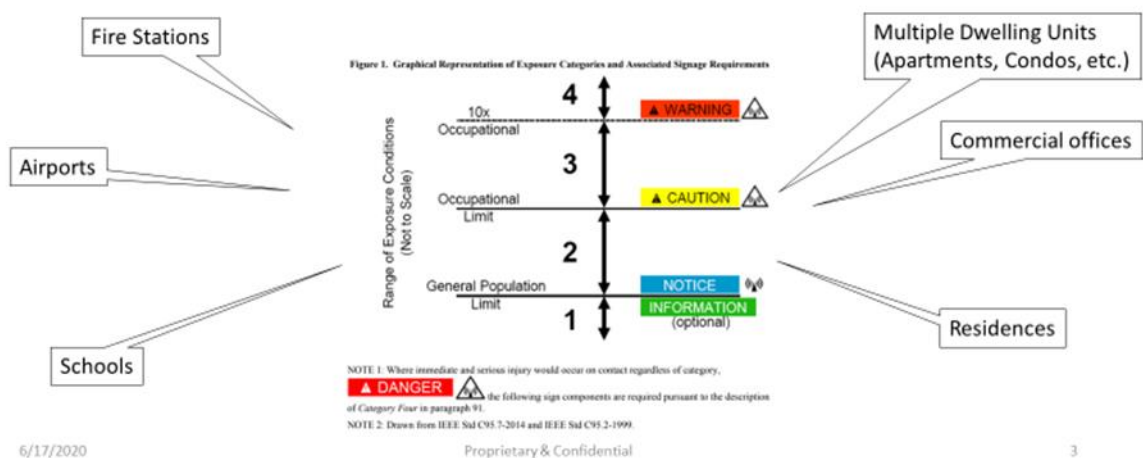 Fire Stations
Multiple Dwelling Units
(Apartments, Condos, etc.)
Figure 1. Graphical Representation of Exposure Categories and Associated Signage Requirements
4
10x
WARNING
Occupational
Commercial offices
Airports
3
Range of Exposure Conditions
(Not to Scale)
Occupational
CAUTION
Limit
2
General Population
NOTICE
Limit
INFORMATION
(optional)
1
Residences
Schools
NOTE 1: Where immediate and serious injury would occur on contact regardless of category,
DANGER the following sign components are required pursuant to the description
of Category Four in paragraph 91.
NOTE 2: Drawn from IEEE Std C95.7-2014 and IEEE Std C95.2-1999.
6/17/2020
Proprietary & Confidential
3